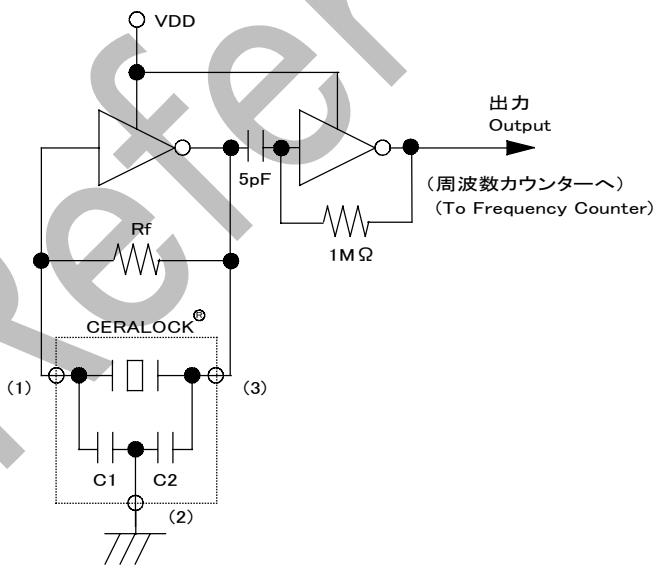 Refer
VDD
出力
Output
5pF
(周波数カウンターへ)
(To Frequency Counter)
Rf
1MΩ
CERALOCK®
(1)
(3)
C1
C2
(2)